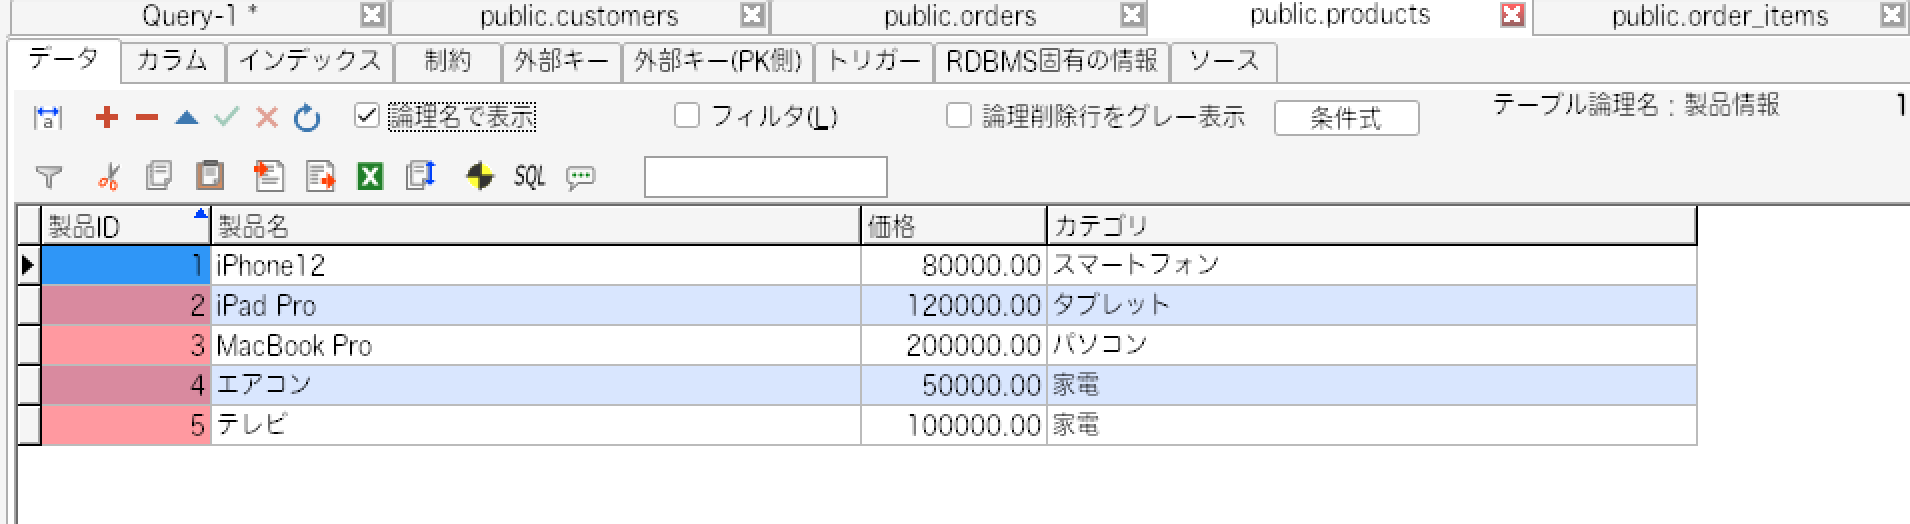 Query-1 * public.customers public.orders public.products public.order_items
データ カラム インデックス 制約 外部キー 外部キー(PK側) トリガー RDBMS固有の情報 ソース
a 論理名で表示 フィルタ(L) 論理削除行をグレー表示 条件式 テーブル論理名 : 製品情報 1
SQL
製品ID 製品名 価格 カテゴリ
1 iPhone12 80000.00 スマートフォン
2 iPad Pro 120000.00 タブレット
3 MacBook Pro 200000.00 パソコン
4 エアコン 50000.00 家電
5 テレビ 100000.00 家電